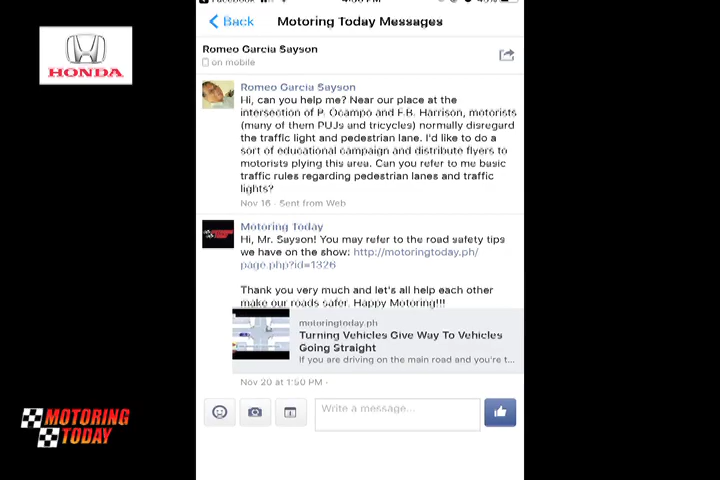 Back
Motoring Today Messages
HONDA
Romeo Garcia Sayson
on mobile
Romeo Garcia Sayson
Hi, can you help me? Near our place at the
intersection of P. Ocampo and F.B. Harrison, motorists
(many of them PUJs and tricycles) normally disregard
the traffic light and pedestrian lane. I'd like to do a
sort of educational campaign and distribute flyers to
motorists plying this area. Can you refer to me basic
traffic rules regarding pedestrian lanes and traffic
lights?
Nov 16 · Sent from Web
Motoring Today
Hi, Mr. Sayson! You may refer to the road safety tips
we have on the show: http://motoringtoday.ph/
page.php?id=1326
Thank you very much and let's all help each other
make our roads safer. Happy Motoring!!!
motoringtoday.ph
Turning Vehicles Give Way To Vehicles
Going Straight
If you are driving on the main road and you're t...
Nov 20 at 1:50 PM ·
Write a message...
MOTORING
TODAY